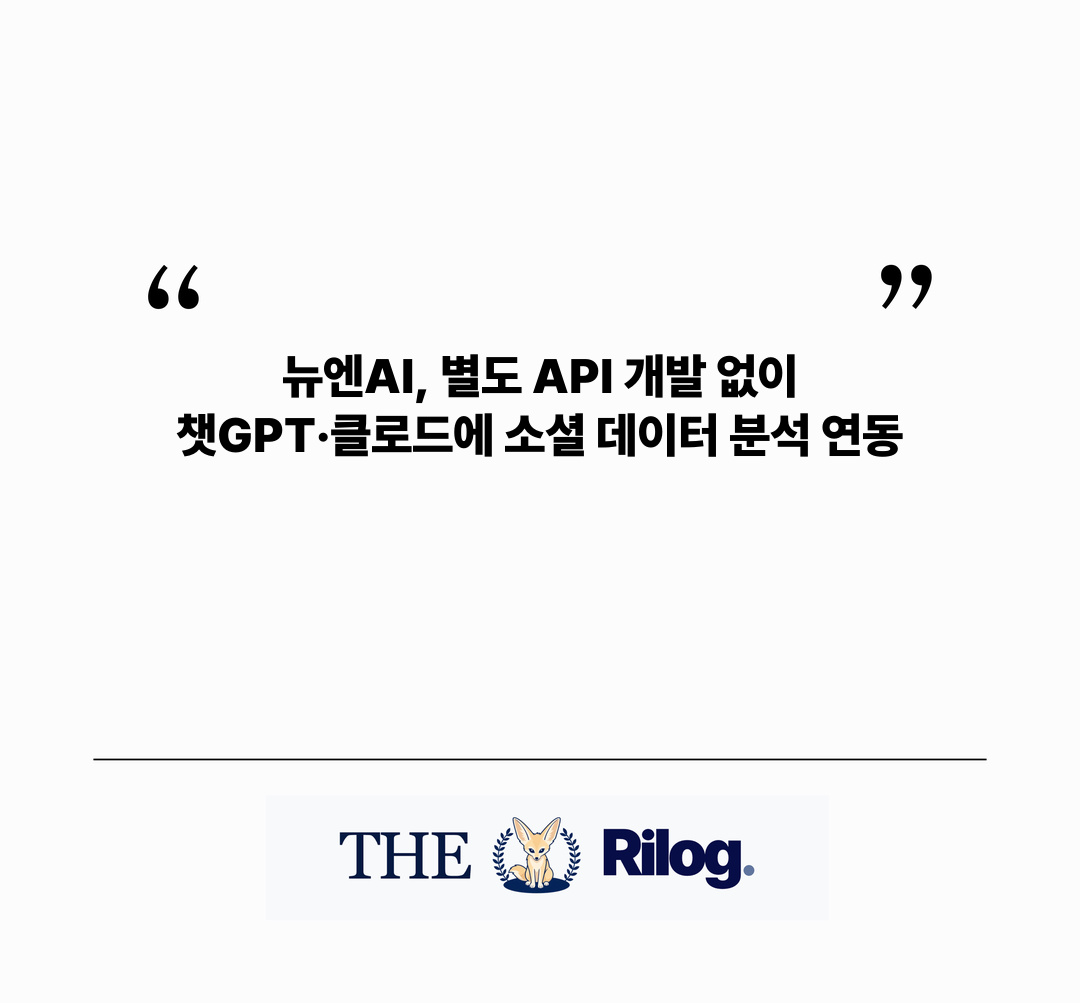 “ ”
뉴엔AI, 별도 API 개발 없이
챗GPT·클로드에 소셜 데이터 분석 연동
THE Rilog.